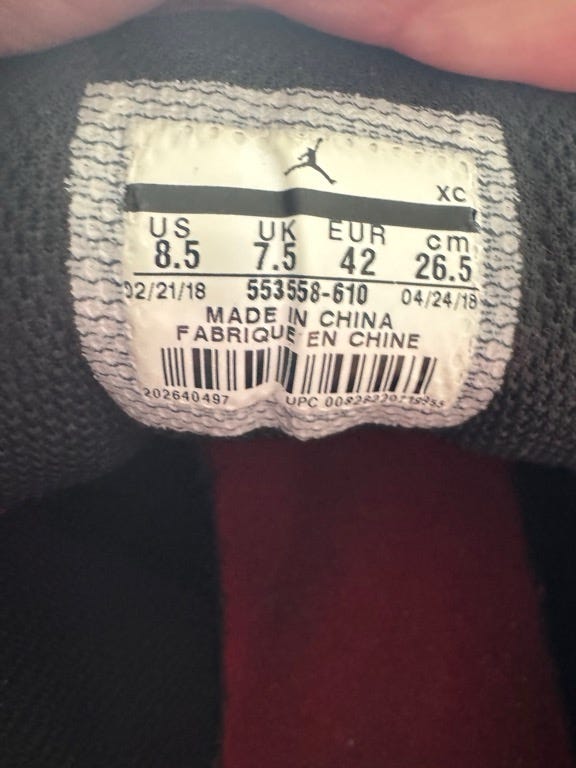 XC
US UK EUR cm
8.5 7.5 42 26.5
02/21/18 553558-610 04/24/18
MADE IN CHINA
FABRIQUE EN CHINE
202640497 UPC